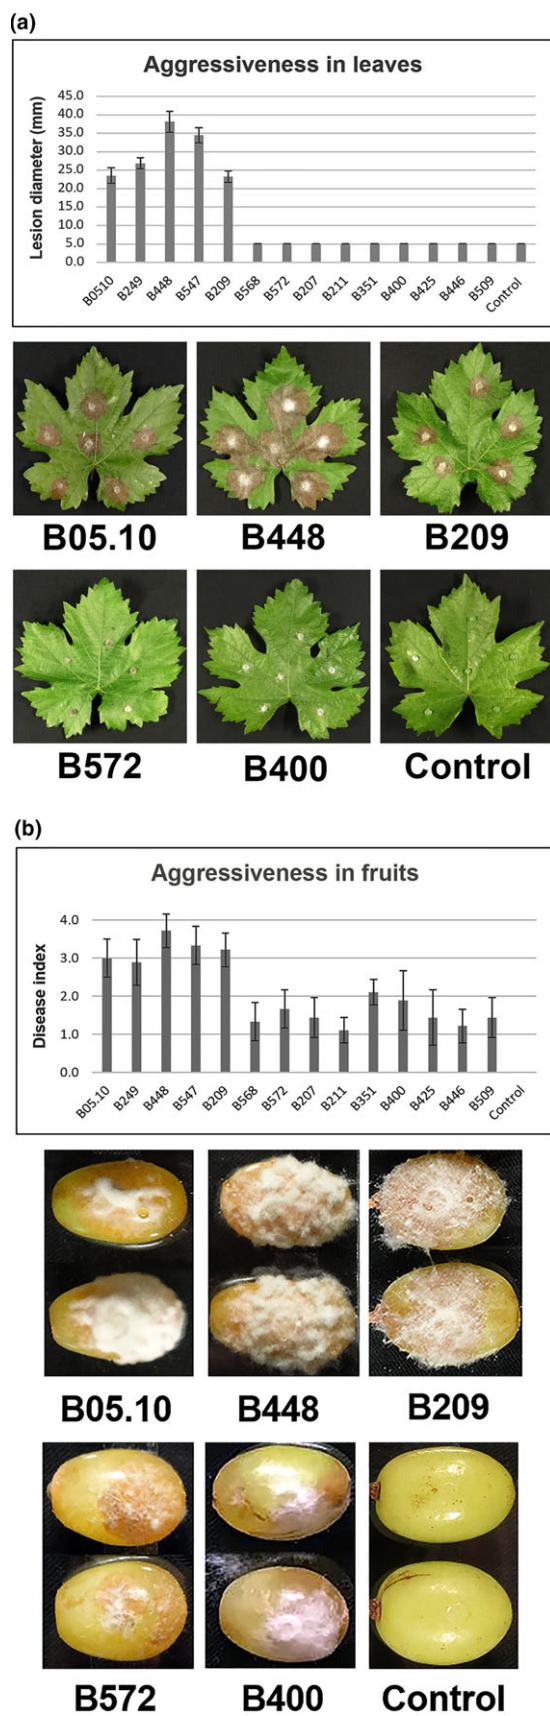 (a)
Aggressiveness in leaves
Lesion diameter (mm)
45.0
40.0
35.0
30.0
25.0
20.0
15.0
10.0
5.0
0.0
B0510 B249 B448 B547 B209 B568 B572 B207 B211 B351 B400 B425 B446 B509 Control
B05.10 B448 B209
B572 B400 Control
(b)
Aggressiveness in fruits
Disease index
4.0
3.0
2.0
1.0
0.0
B05.10 B249 B448 B547 B209 B568 B572 B207 B211 B351 B400 B425 B446 B509 Control
B05.10 B448 B209
B572 B400 Control